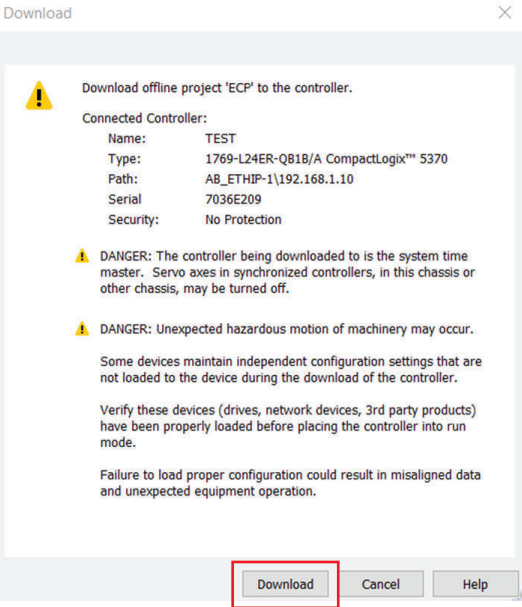 Download
Download offline project 'ECP' to the controller.
Connected Controller:
Name: TEST
Type: 1769-L24ER-QB1B/A CompactLogix™ 5370
Path: AB_ETHIP-1\192.168.1.10
Serial 7036E209
Security: No Protection
DANGER: The controller being downloaded to is the system time
master. Servo axes in synchronized controllers, in this chassis or
other chassis, may be turned off.
DANGER: Unexpected hazardous motion of machinery may occur.
Some devices maintain independent configuration settings that are
not loaded to the device during the download of the controller.
Verify these devices (drives, network devices, 3rd party products)
have been properly loaded before placing the controller into run
mode.
Failure to load proper configuration could result in misaligned data
and unexpected equipment operation.
Download Cancel Help